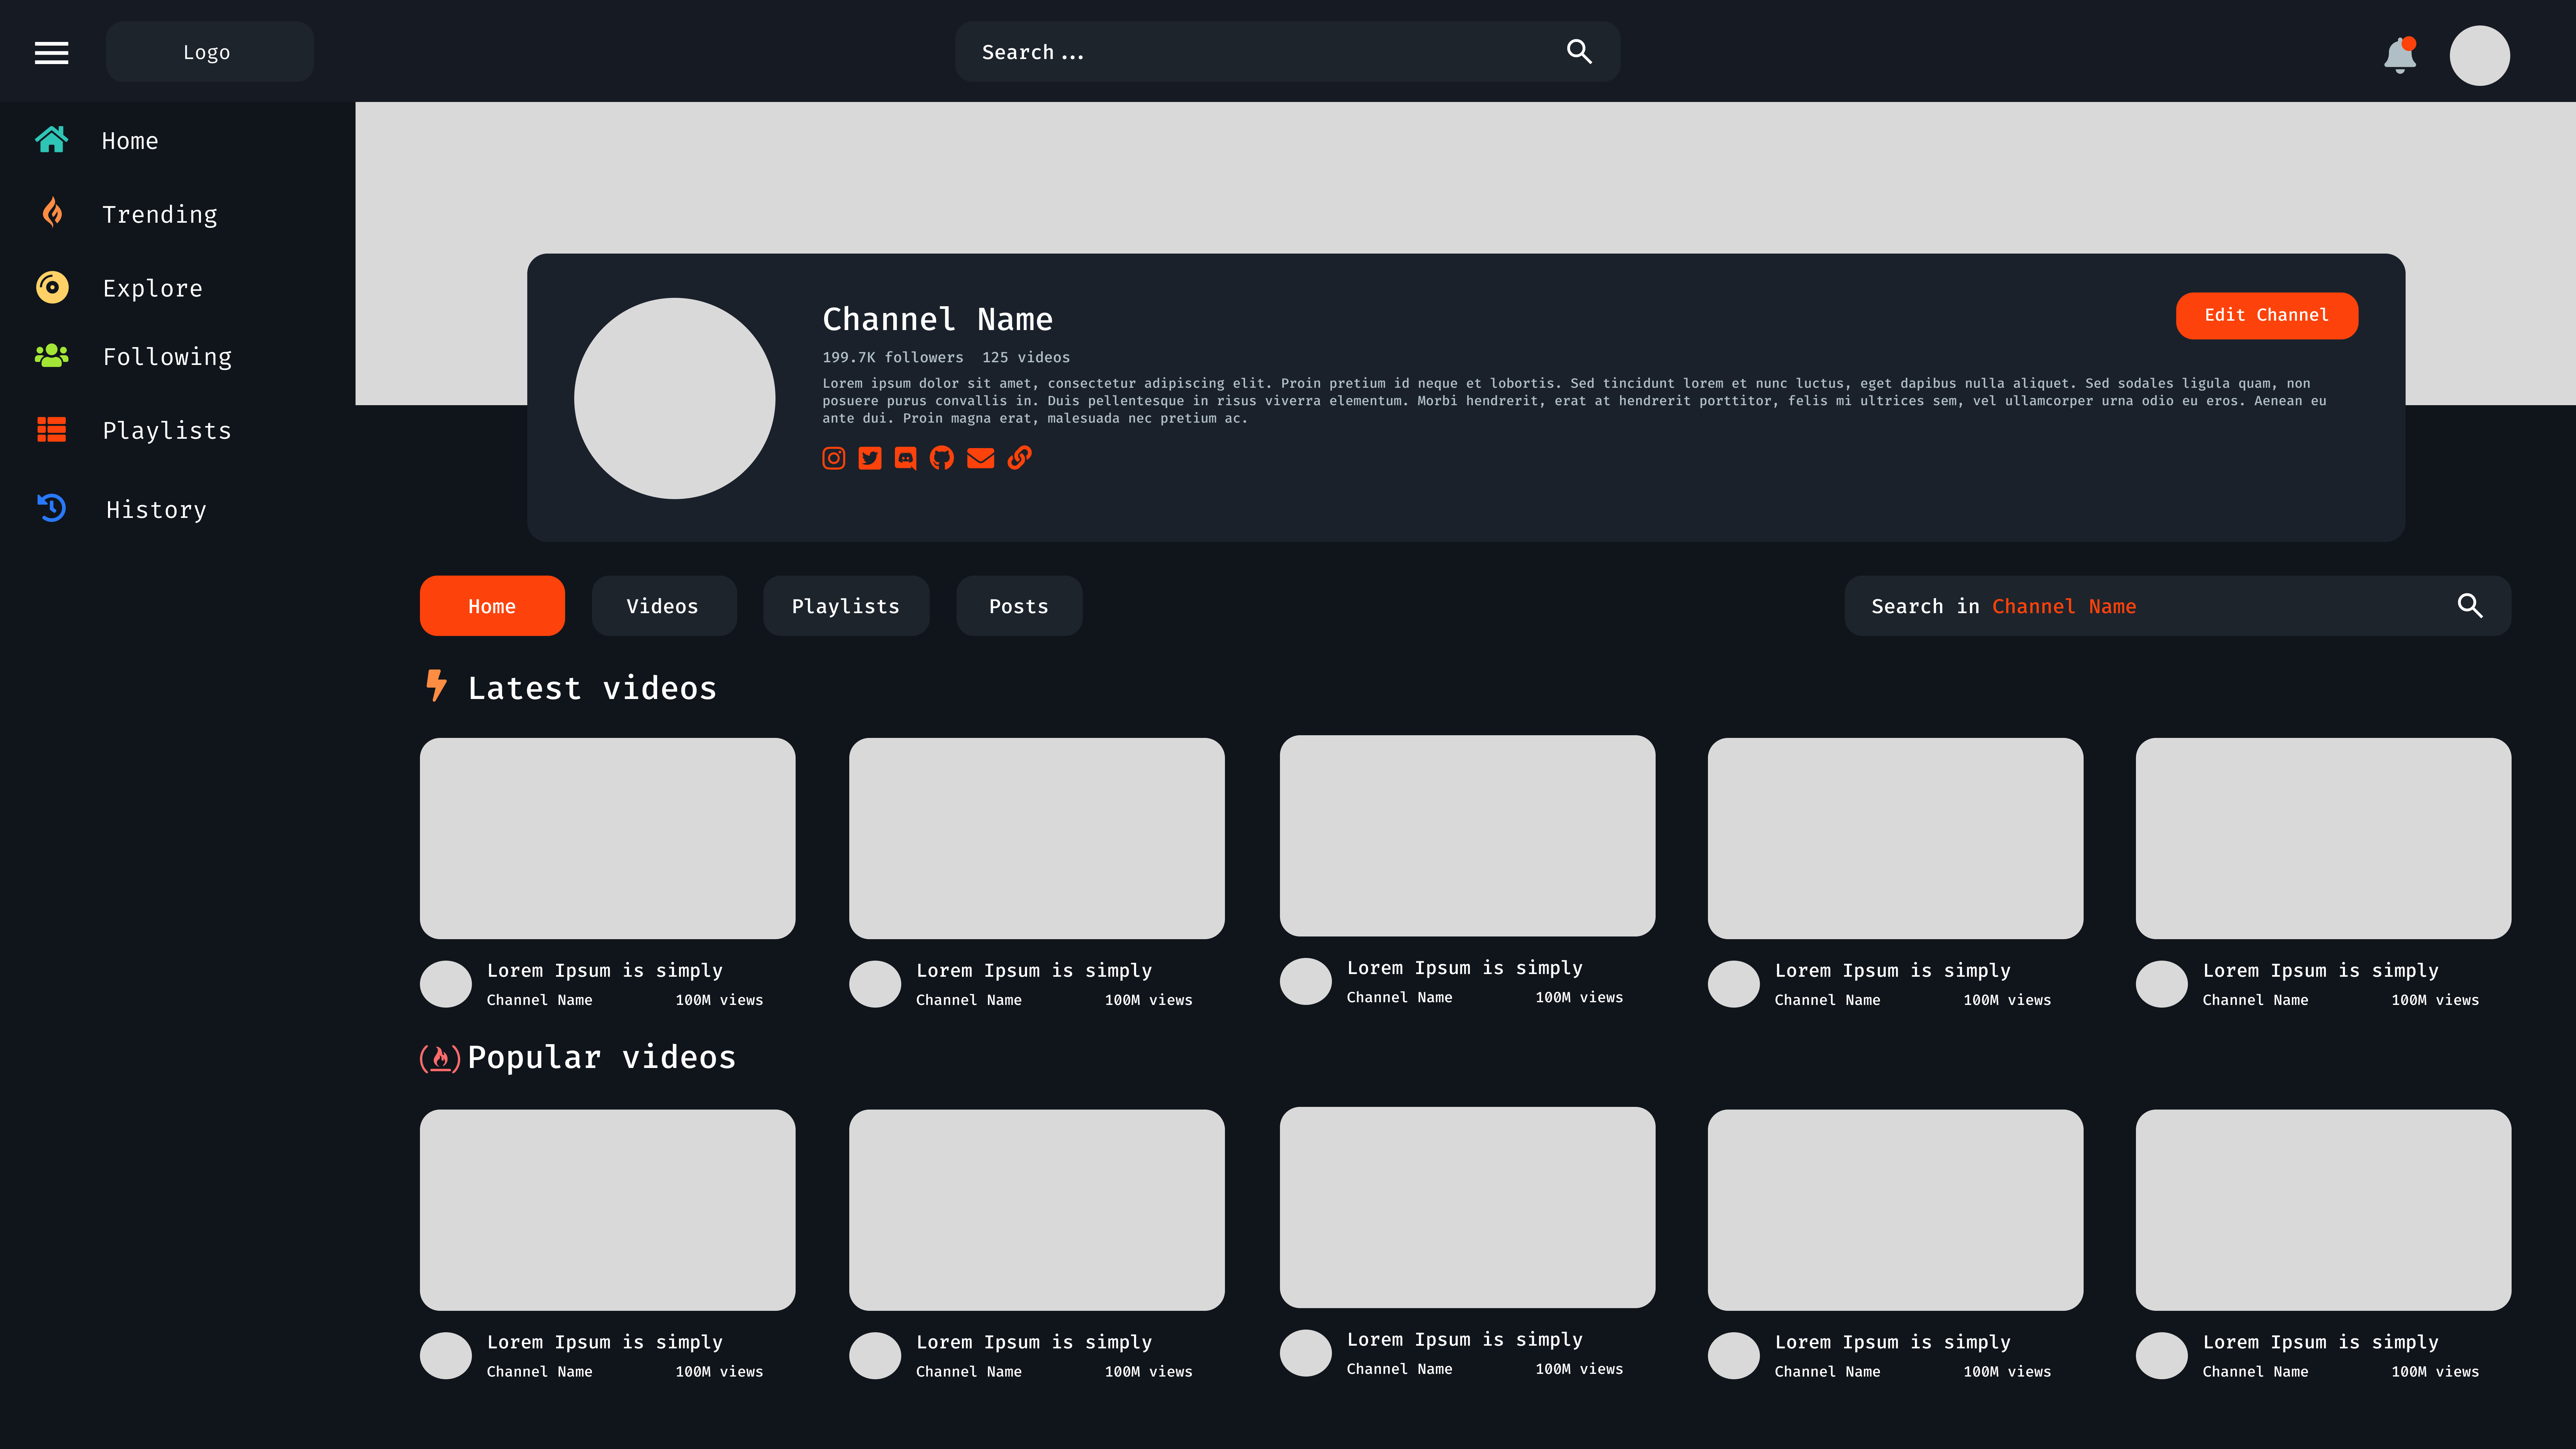 Logo
Search ...
Home
Trending
Explore
Following
Playlists
History
Channel Name
Edit Channel
199.7K followers 125 videos
Lorem ipsum dolor sit amet, consectetur adipiscing elit. Proin pretium id neque et lobortis. Sed tincidunt lorem et nunc luctus, eget dapibus nulla aliquet. Sed sodales ligula quam, non
posuere purus convallis in. Duis pellentesque in risus viverra elementum. Morbi hendrerit, erat at hendrerit porttitor, felis mi ultrices sem, vel ullamcorper urna odio eu eros. Aenean eu
ante dui. Proin magna erat, malesuada nec pretium ac.
Home Videos Playlists Posts
Search in Channel Name
Latest videos
Lorem Ipsum is simply
Channel Name 100M views
Lorem Ipsum is simply
Channel Name 100M views
Lorem Ipsum is simply
Channel Name 100M views
Lorem Ipsum is simply
Channel Name 100M views
Lorem Ipsum is simply
Channel Name 100M views
Popular videos
Lorem Ipsum is simply
Channel Name 100M views
Lorem Ipsum is simply
Channel Name 100M views
Lorem Ipsum is simply
Channel Name 100M views
Lorem Ipsum is simply
Channel Name 100M views
Lorem Ipsum is simply
Channel Name 100M views